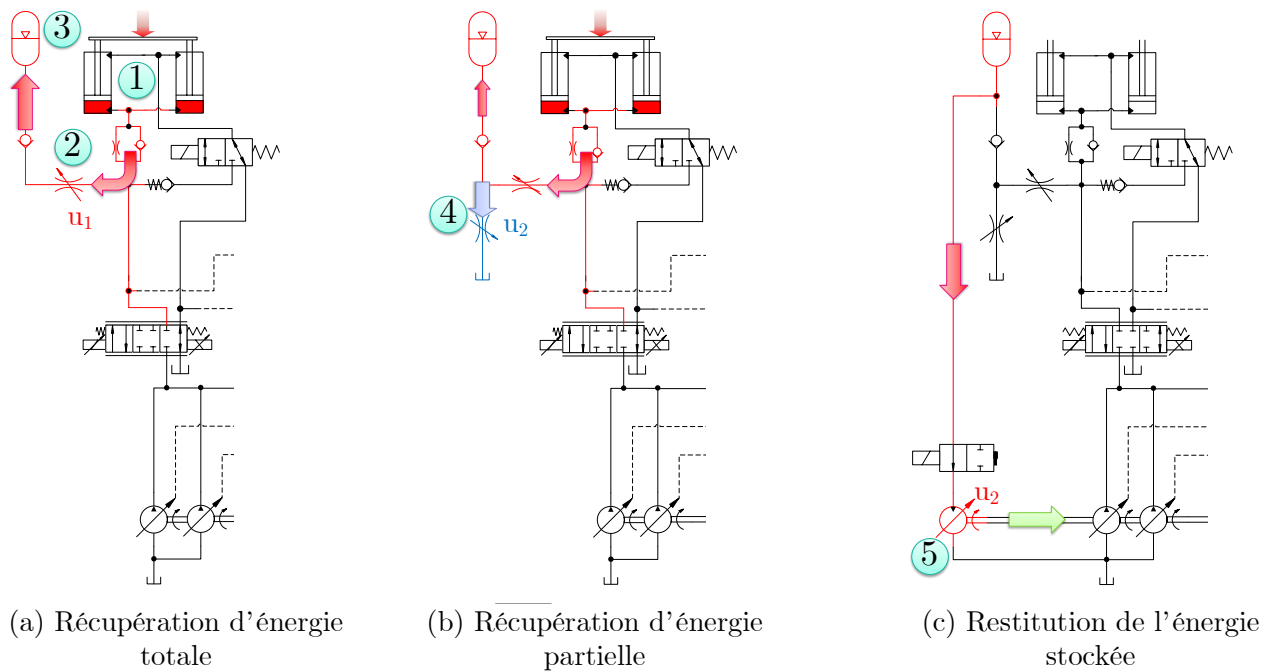 3
1
2
u1
4
u2
u2
5
(a) Récupération d'énergie
totale
(b) Récupération d'énergie
partielle
(c) Restitution de l'énergie
stockée